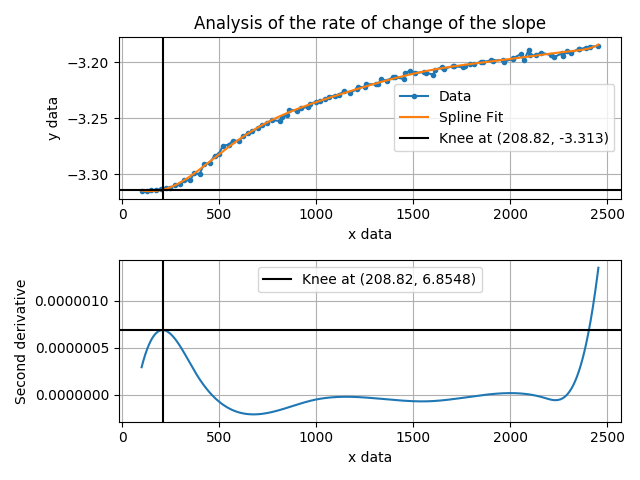 Analysis of the rate of change of the slope
−3.20
−3.25
−3.30
y data
Data
Spline Fit
Knee at (208.82, -3.313)
0 500 1000 1500 2000 2500
x data
Knee at (208.82, 6.8548)
0.0000010
0.0000005
0.0000000
Second derivative
0 500 1000 1500 2000 2500
x data